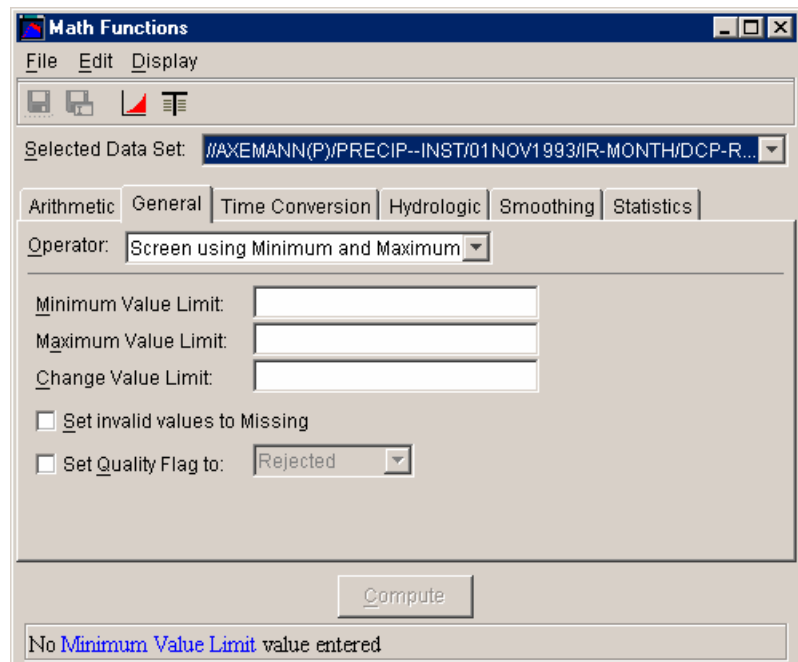 Math Functions
File Edit Display
Selected Data Set: //AXEMANN(P)/PRECIP--INST/01NOV1993/IR-MONTH/DCP-R...
Arithmetic General Time Conversion Hydrologic Smoothing Statistics
Operator: Screen using Minimum and Maximum
Minimum Value Limit:
Maximum Value Limit:
Change Value Limit:
Set invalid values to Missing
Set Quality Flag to: Rejected
Compute
No Minimum Value Limit value entered